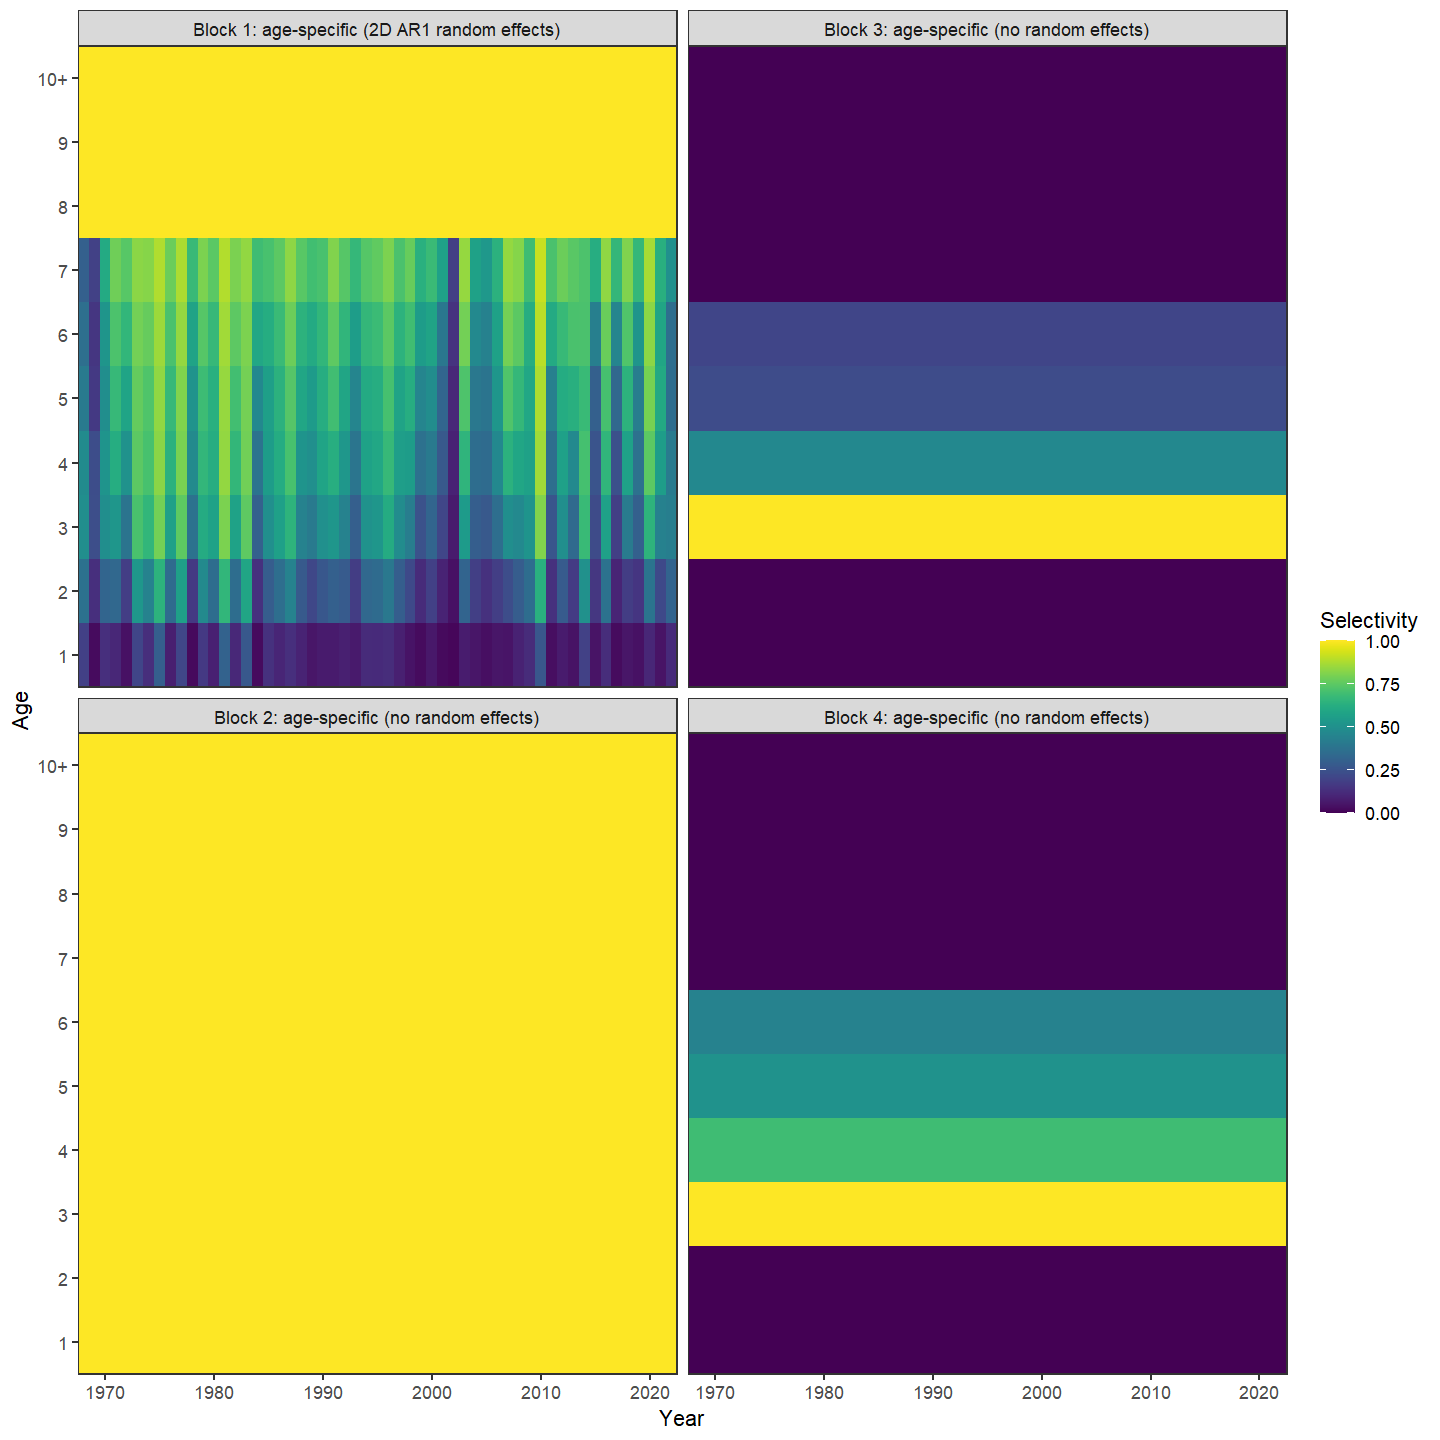 Block 1: age-specific (2D AR1 random effects)
Block 3: age-specific (no random effects)
10+
9
8
7
6
5
4
3
2
1
Block 2: age-specific (no random effects)
Block 4: age-specific (no random effects)
10+
9
8
7
6
5
4
3
2
1
Age
1970 1980 1990 2000 2010 2020
1970 1980 1990 2000 2010 2020
Year
Selectivity
1.00
0.75
0.50
0.25
0.00